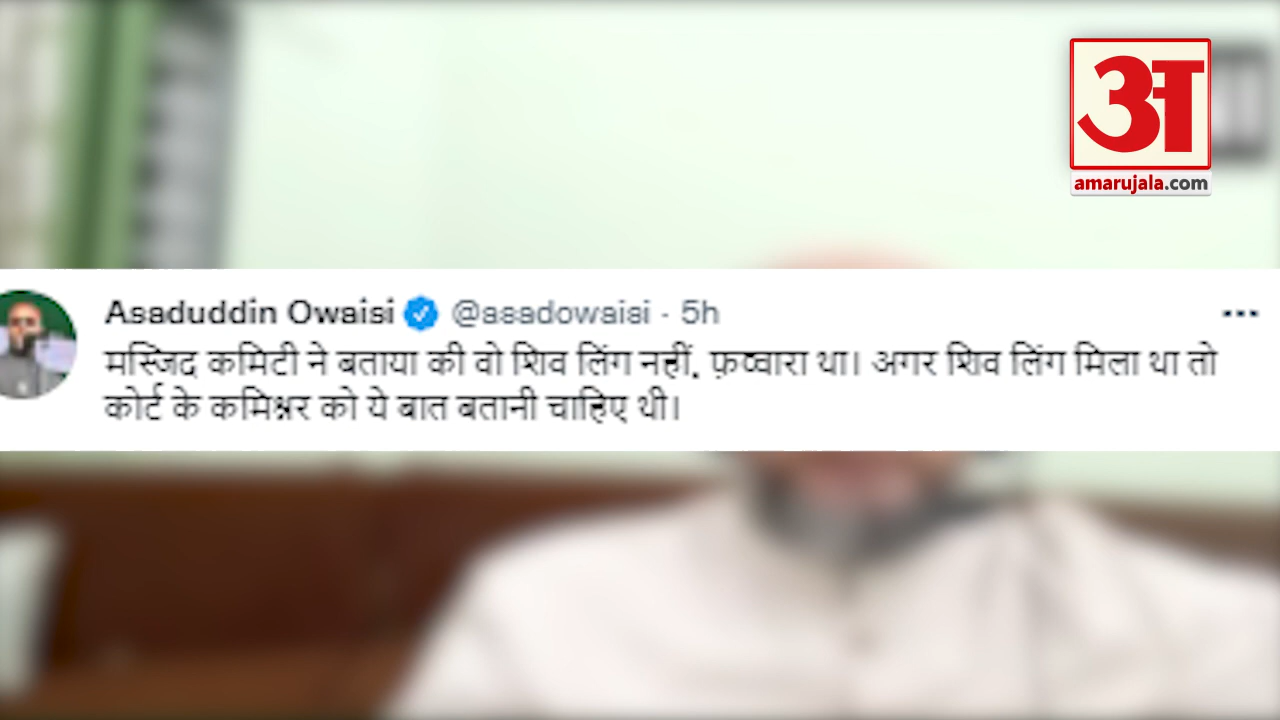 अ
amarujala.com
Asaduddin Owaisi @asadowaisi · 5h
मस्जिद कमिटी ने बताया की वो शिव लिंग नहीं, फ़व्वारा था। अगर शिव लिंग मिला था तो
कोर्ट के कमिश्नर को ये बात बतानी चाहिए थी।